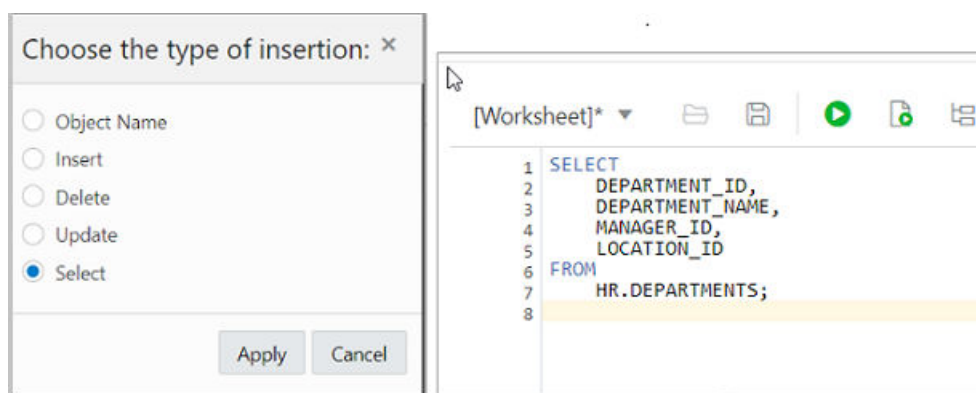 Choose the type of insertion: ×
Object Name
Insert
Delete
Update
Select
Apply Cancel
[Worksheet]*
1 SELECT
2 DEPARTMENT_ID,
3 DEPARTMENT_NAME,
4 MANAGER_ID,
5 LOCATION_ID
6 FROM
7 HR.DEPARTMENTS;
8